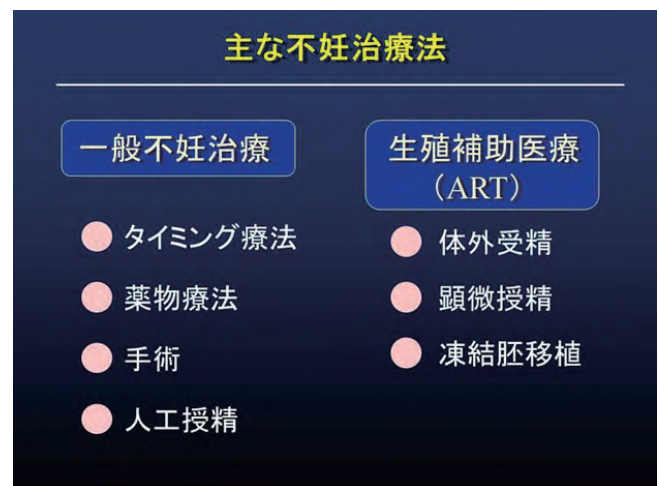 主な不妊治療法
一般不妊治療
タイミング療法
薬物療法
手術
人工授精
生殖補助医療
（ART）
体外受精
顕微授精
凍結胚移植